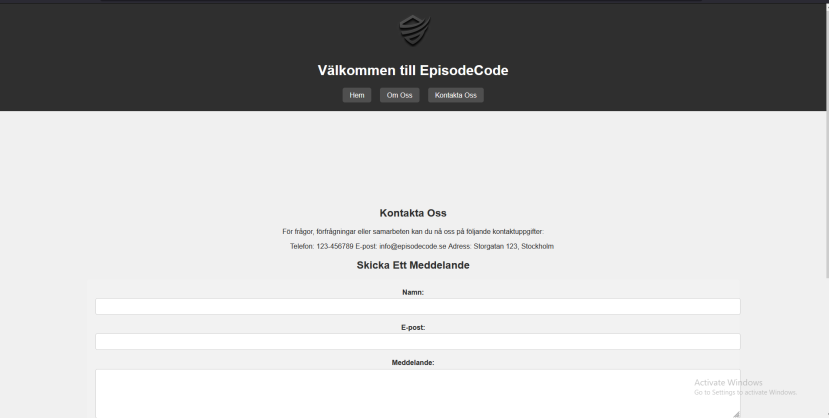 Välkommen till EpisodeCode
Hem Om Oss Kontakta Oss
Kontakta Oss
För frågor, förfrågningar eller samarbeten kan du nå oss på följande kontaktuppgifter:
Telefon: 123-456789 E-post: info@episodecode.se Adress: Storgatan 123, Stockholm
Skicka Ett Meddelande
Namn:
E-post:
Meddelande:
Activate Windows
Go to Settings to activate Windows.